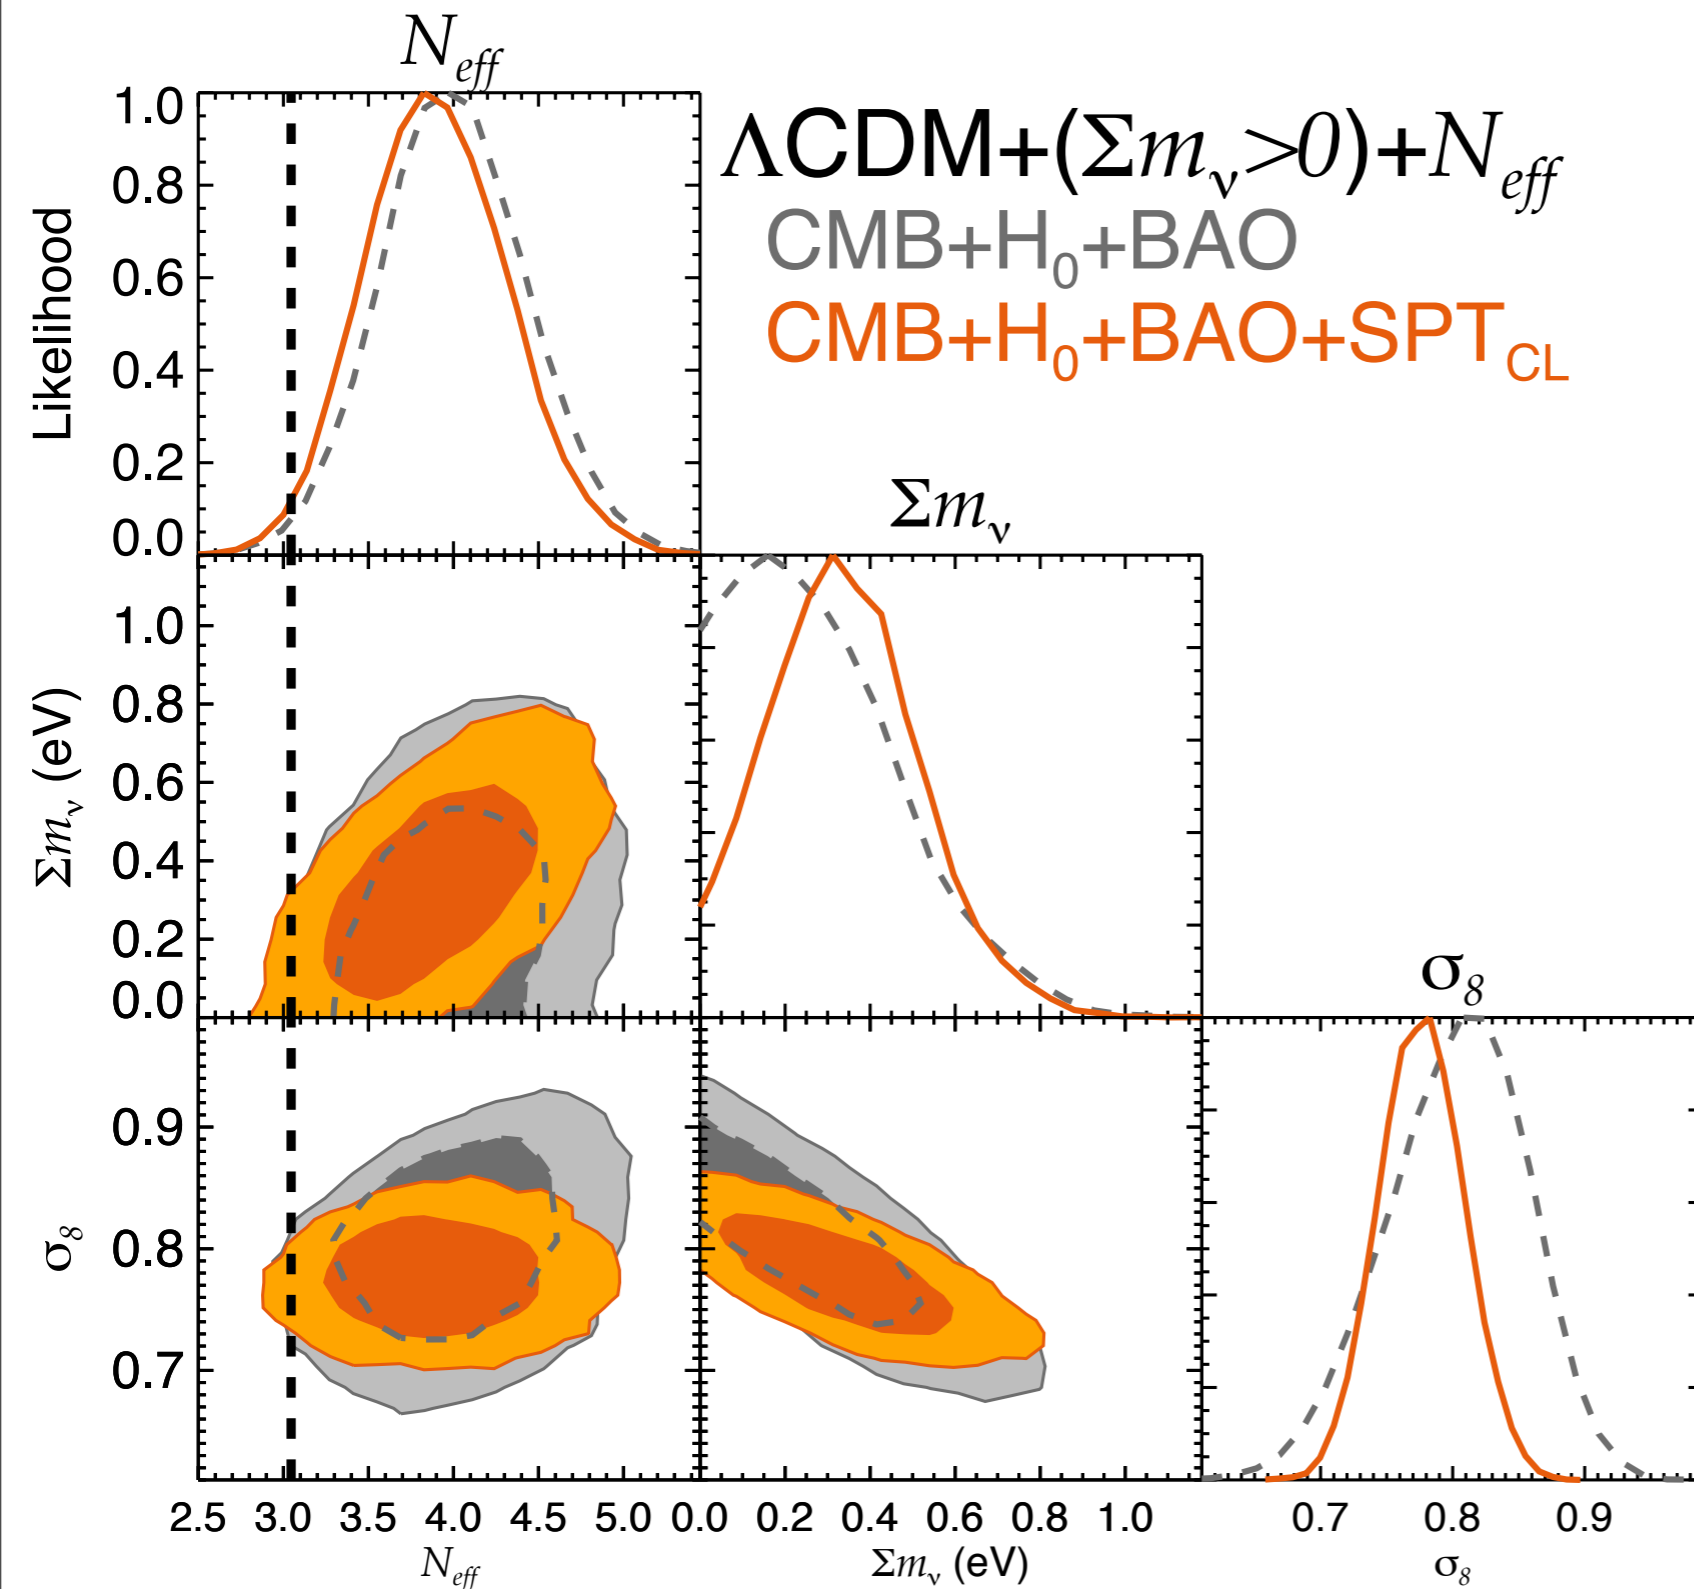 N_eff
ΛCDM+(Σm_ν>0)+N_eff
CMB+H_0+BAO
CMB+H_0+BAO+SPT_CL
Likelihood
1.0
0.8
0.6
0.4
0.2
0.0
Σm_ν
Σm_ν (eV)
1.0
0.8
0.6
0.4
0.2
0.0
σ_8
σ_8
0.9
0.8
0.7
2.5 3.0 3.5 4.0 4.5 5.0 0.0 0.2 0.4 0.6 0.8 1.0 0.7 0.8 0.9
N_eff Σm_ν (eV) σ_8